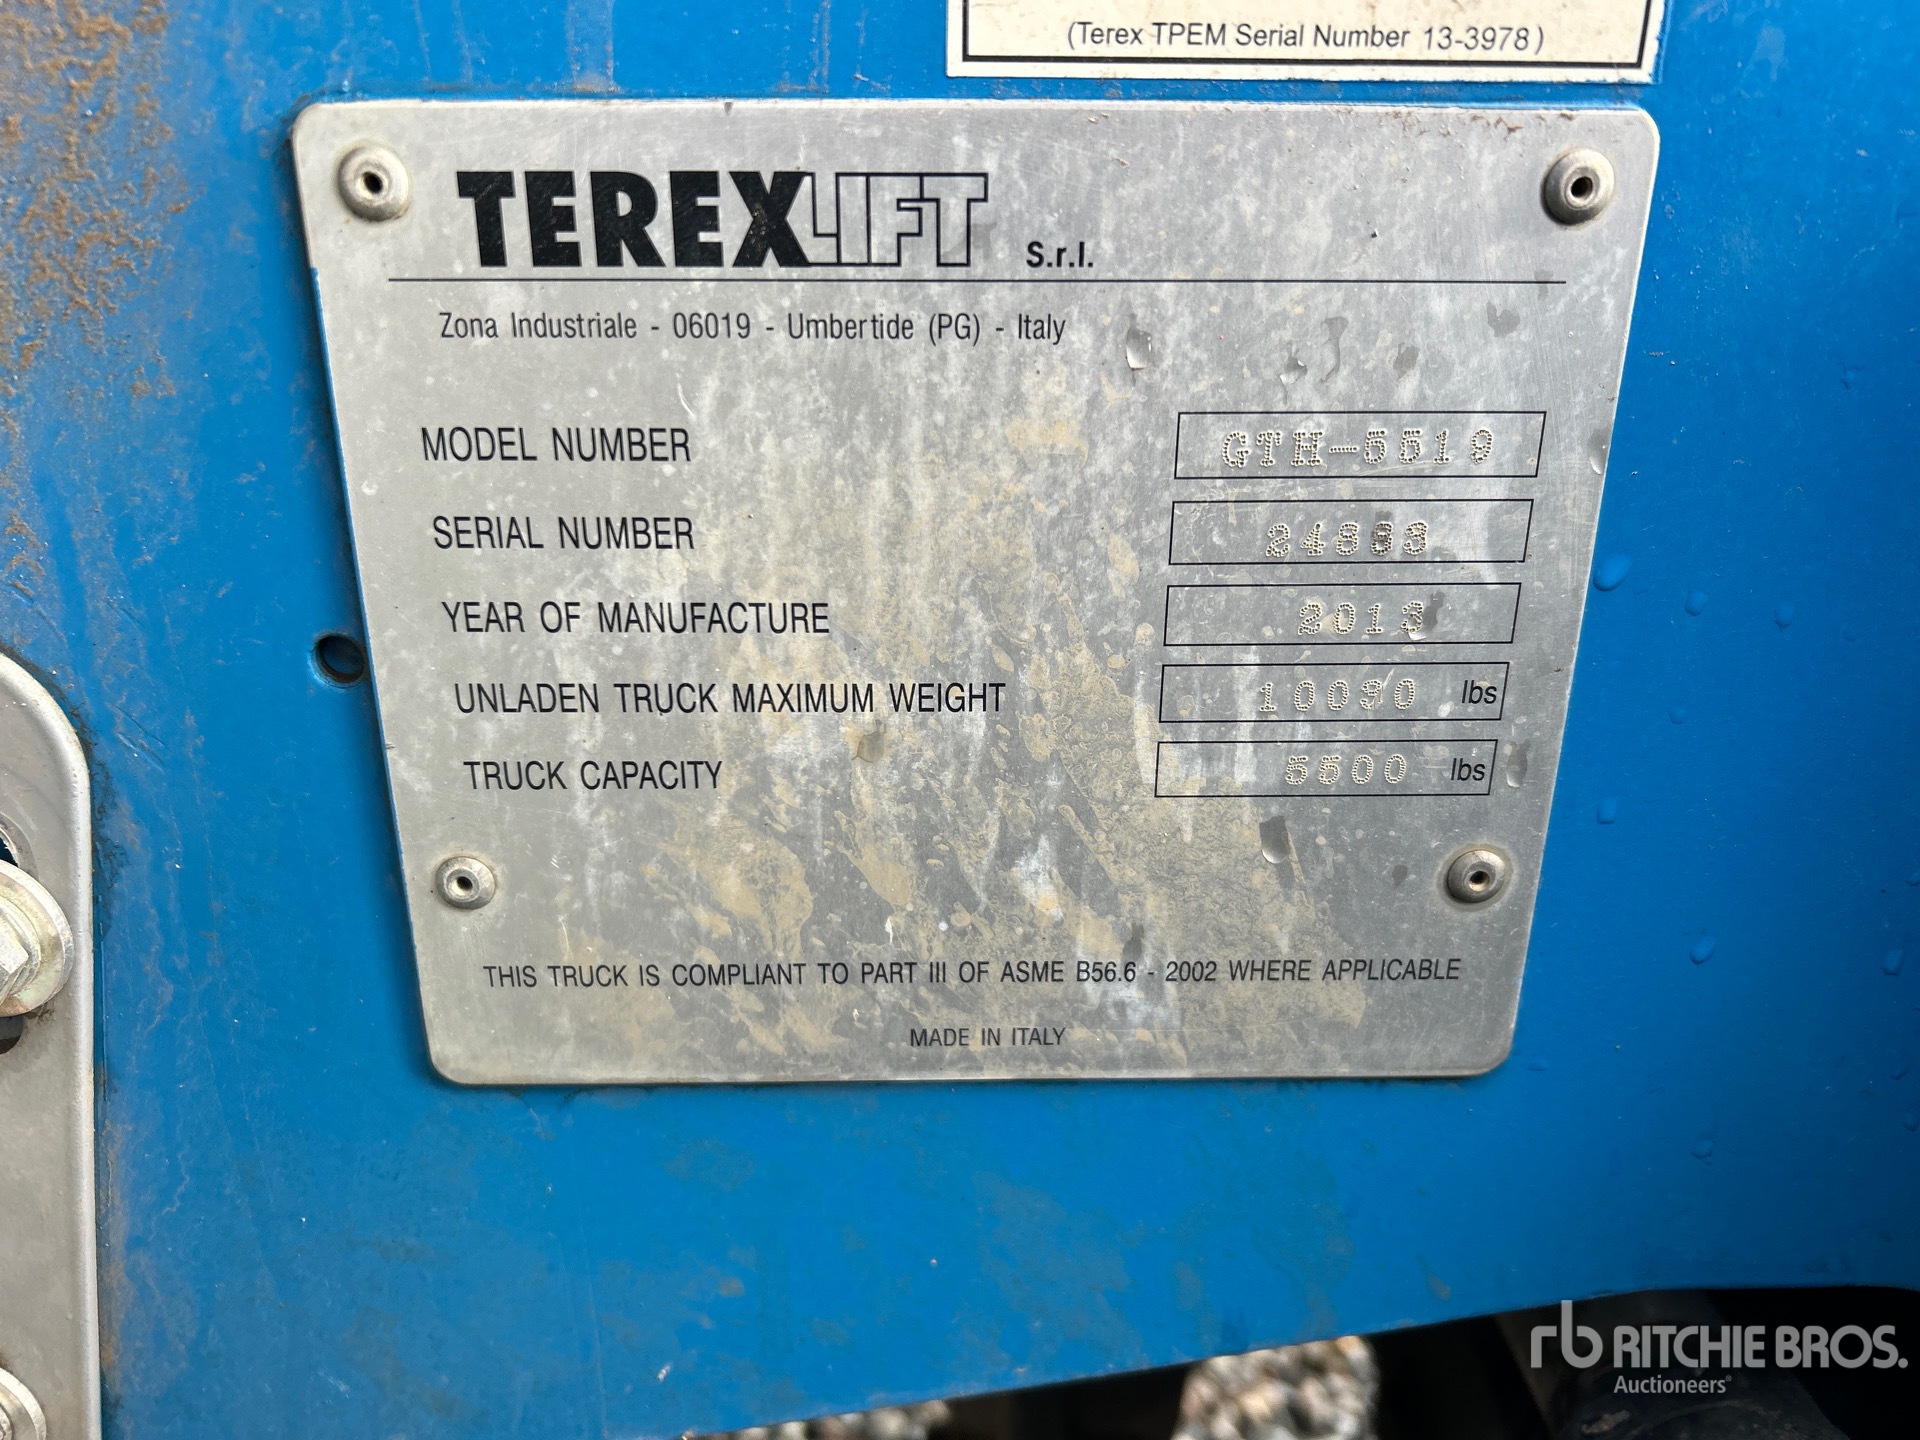 (Terex TPEM Serial Number 13-3978)
TEREXLIFT S.r.l.
Zona Industriale - 06019 - Umbertide (PG) - Italy
MODEL NUMBER GTH-5519
SERIAL NUMBER
YEAR OF MANUFACTURE 2013
UNLADEN TRUCK MAXIMUM WEIGHT lbs
TRUCK CAPACITY 5500 lbs
THIS TRUCK IS COMPLIANT TO PART III OF ASME B56.6 - 2002 WHERE APPLICABLE
MADE IN ITALY
rb RITCHIE BROS.
Auctioneers®